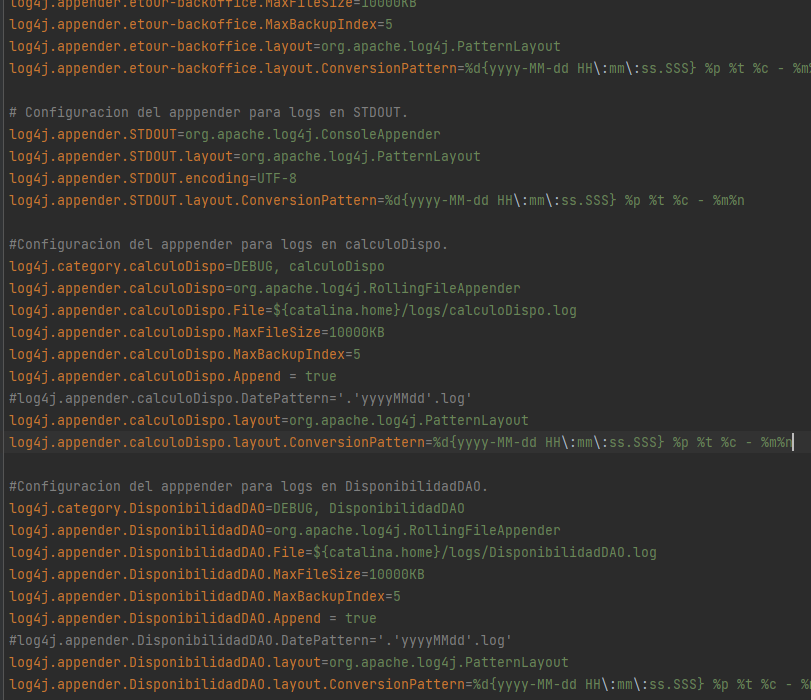 log4j.appender.etour-backoffice.MaxFileSize=10000KB
log4j.appender.etour-backoffice.MaxBackupIndex=5
log4j.appender.etour-backoffice.layout=org.apache.log4j.PatternLayout
log4j.appender.etour-backoffice.layout.ConversionPattern=%d{yyyy-MM-dd HH\:mm\:ss.SSS} %p %t %c - %m%
# Configuracion del apppender para logs en STDOUT.
log4j.appender.STDOUT=org.apache.log4j.ConsoleAppender
log4j.appender.STDOUT.layout=org.apache.log4j.PatternLayout
log4j.appender.STDOUT.encoding=UTF-8
log4j.appender.STDOUT.layout.ConversionPattern=%d{yyyy-MM-dd HH\:mm\:ss.SSS} %p %t %c - %m%n
#Configuracion del apppender para logs en calculoDispo.
log4j.category.calculoDispo=DEBUG, calculoDispo
log4j.appender.calculoDispo=org.apache.log4j.RollingFileAppender
log4j.appender.calculoDispo.File=${catalina.home}/logs/calculoDispo.log
log4j.appender.calculoDispo.MaxFileSize=10000KB
log4j.appender.calculoDispo.MaxBackupIndex=5
log4j.appender.calculoDispo.Append = true
#log4j.appender.calculoDispo.DatePattern='.'yyyyMMdd'.log'
log4j.appender.calculoDispo.layout=org.apache.log4j.PatternLayout
log4j.appender.calculoDispo.layout.ConversionPattern=%d{yyyy-MM-dd HH\:mm\:ss.SSS} %p %t %c - %m%n
#Configuracion del apppender para logs en DisponibilidadDAO.
log4j.category.DisponibilidadDAO=DEBUG, DisponibilidadDAO
log4j.appender.DisponibilidadDAO=org.apache.log4j.RollingFileAppender
log4j.appender.DisponibilidadDAO.File=${catalina.home}/logs/DisponibilidadDAO.log
log4j.appender.DisponibilidadDAO.MaxFileSize=10000KB
log4j.appender.DisponibilidadDAO.MaxBackupIndex=5
log4j.appender.DisponibilidadDAO.Append = true
#log4j.appender.DisponibilidadDAO.DatePattern='.'yyyyMMdd'.log'
log4j.appender.DisponibilidadDAO.layout=org.apache.log4j.PatternLayout
log4j.appender.DisponibilidadDAO.layout.ConversionPattern=%d{yyyy-MM-dd HH\:mm\:ss.SSS} %p %t %c - %